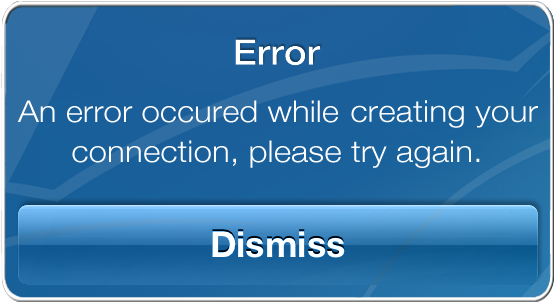 Error
An error occured while creating your
connection, please try again.
Dismiss